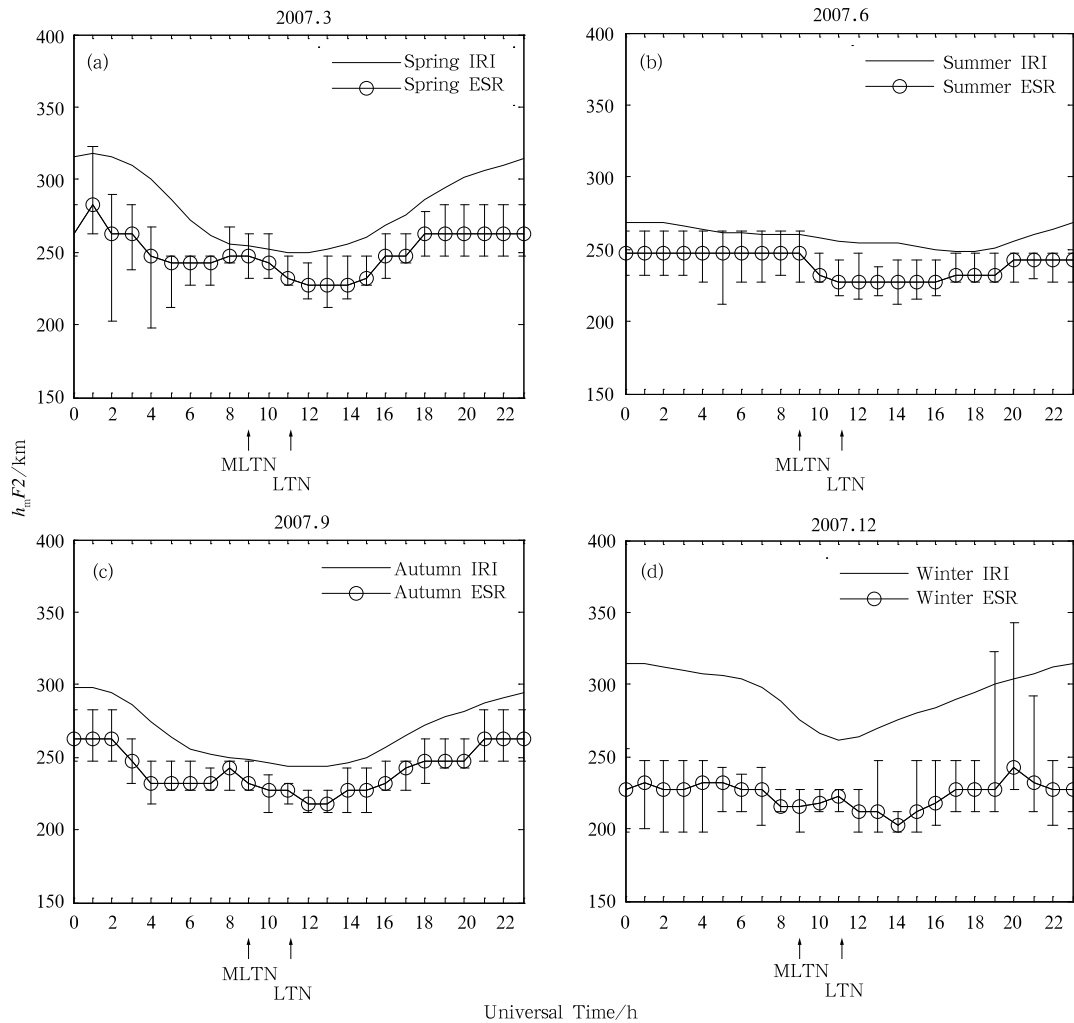 2007.3
(a)
Spring IRI
Spring ESR
400
350
300
250
200
150
0 2 4 6 8 10 12 14 16 18 20 22
MLTN
LTN
2007.6
(b)
Summer IRI
Summer ESR
400
350
300
250
200
150
0 2 4 6 8 10 12 14 16 18 20 22
MLTN
LTN
hmF2/km
2007.9
(c)
Autumn IRI
Autumn ESR
400
350
300
250
200
150
0 2 4 6 8 10 12 14 16 18 20 22
MLTN
LTN
2007.12
(d)
Winter IRI
Winter ESR
400
350
300
250
200
150
0 2 4 6 8 10 12 14 16 18 20 22
MLTN
LTN
Universal Time/h